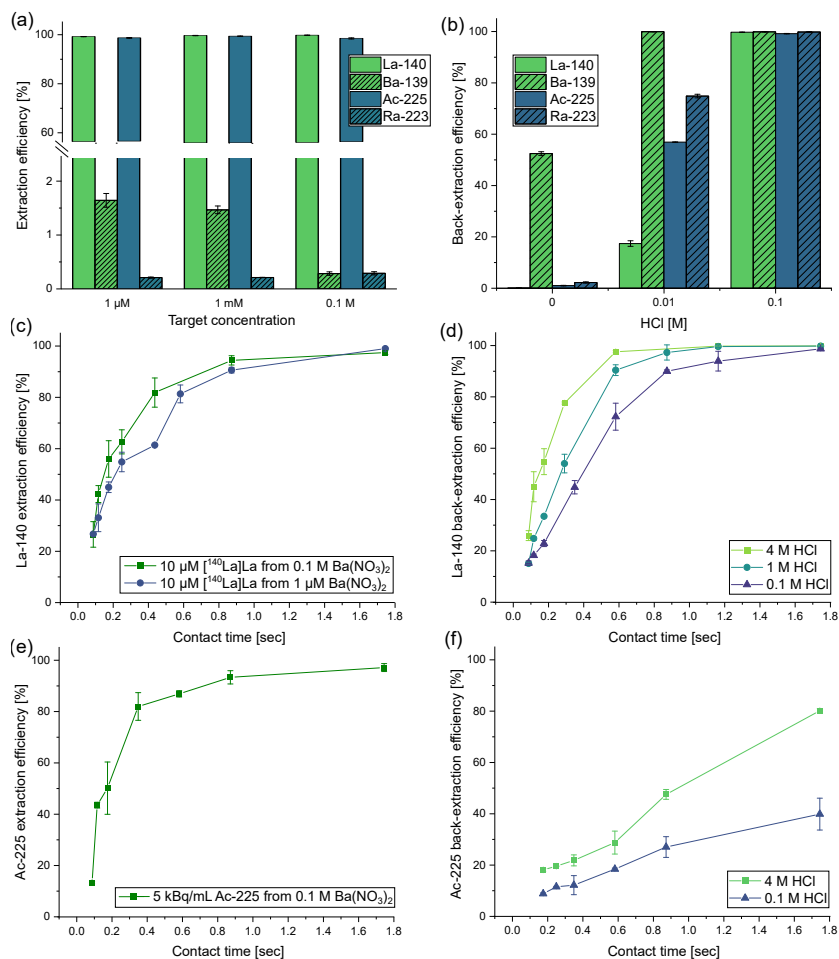 (a)
Extraction efficiency [%]
100
80
60
2
1
0
La-140
Ba-139
Ac-225
Ra-223
1 µM
1 mM
0.1 M
Target concentration
(b)
Back-extraction efficiency [%]
100
80
60
40
20
0
La-140
Ba-139
Ac-225
Ra-223
0
0.01
0.1
HCl [M]
(c)
La-140 extraction efficiency [%]
100
80
60
40
20
0
10 µM [¹⁴⁰La]La from 0.1 M Ba(NO₃)₂
10 µM [¹⁴⁰La]La from 1 µM Ba(NO₃)₂
0.0 0.2 0.4 0.6 0.8 1.0 1.2 1.4 1.6 1.8
Contact time [sec]
(d)
La-140 back-extraction efficieny [%]
100
80
60
40
20
0
4 M HCl
1 M HCl
0.1 M HCl
0.0 0.2 0.4 0.6 0.8 1.0 1.2 1.4 1.6 1.8
Contact time [sec]
(e)
Ac-225 extraction efficiency [%]
100
80
60
40
20
0
5 kBq/mL Ac-225 from 0.1 M Ba(NO₃)₂
0.0 0.2 0.4 0.6 0.8 1.0 1.2 1.4 1.6 1.8
Contact time [sec]
(f)
Ac-225 back-extraction efficiency [%]
100
80
60
40
20
0
4 M HCl
0.1 M HCl
0.0 0.2 0.4 0.6 0.8 1.0 1.2 1.4 1.6 1.8
Contact time [sec]